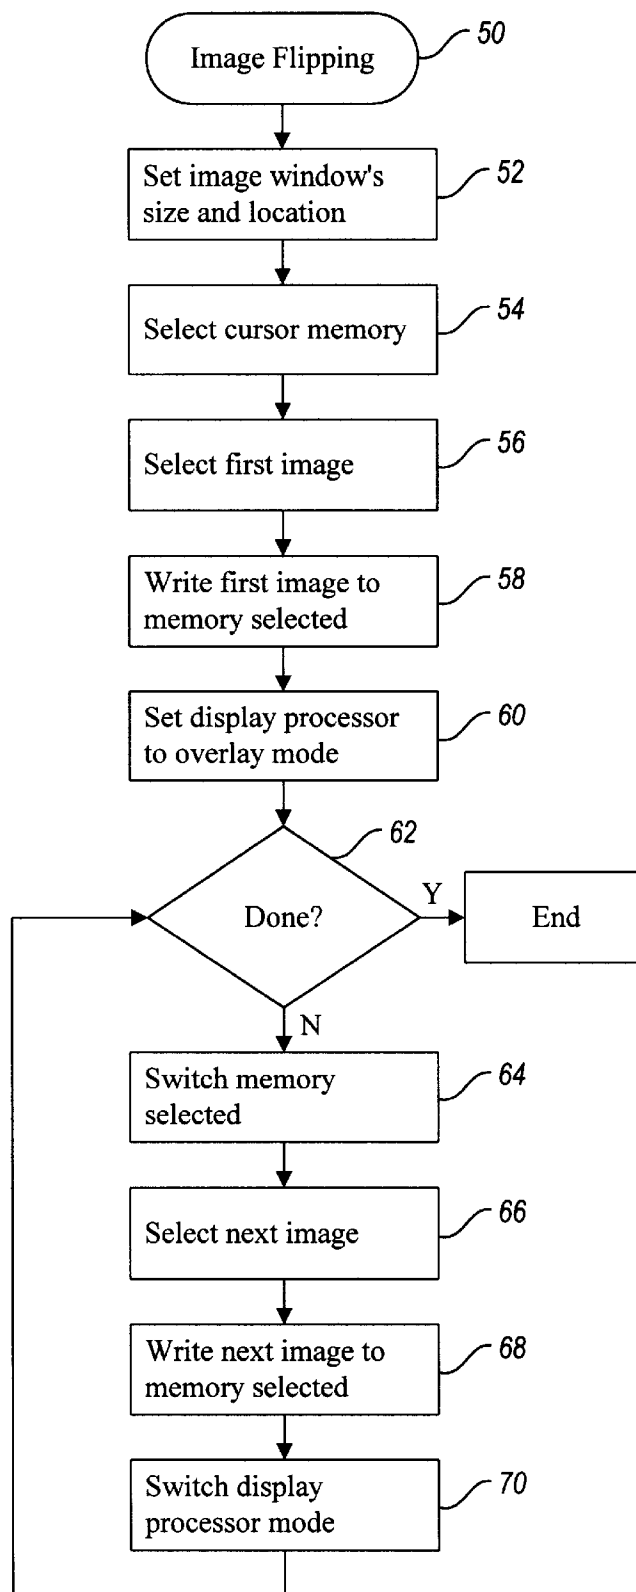 Image Flipping
50
Set image window's
size and location
52
Select cursor memory
54
Select first image
56
Write first image to
memory selected
58
Set display processor
to overlay mode
60
62
Done?
Y
End
N
Switch memory
selected
64
Select next image
66
Write next image to
memory selected
68
Switch display
processor mode
70